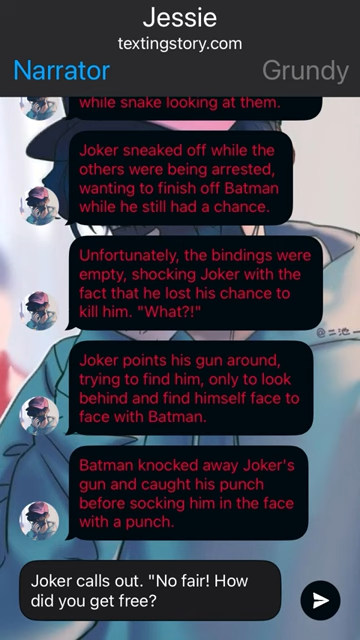 Jessie
textingstory.com
Narrator
Grundy
while snake looking at them.
Joker sneaked off while the
others were being arrested,
wanting to finish off Batman
while he still had a chance.
Unfortunately, the bindings were
empty, shocking Joker with the
fact that he lost his chance to
kill him. "What?!"
Joker points his gun around,
trying to find him, only to look
behind and find himself face to
face with Batman.
Batman knocked away Joker's
gun and caught his punch
before socking him in the face
with a punch.
Joker calls out. "No fair! How
did you get free?